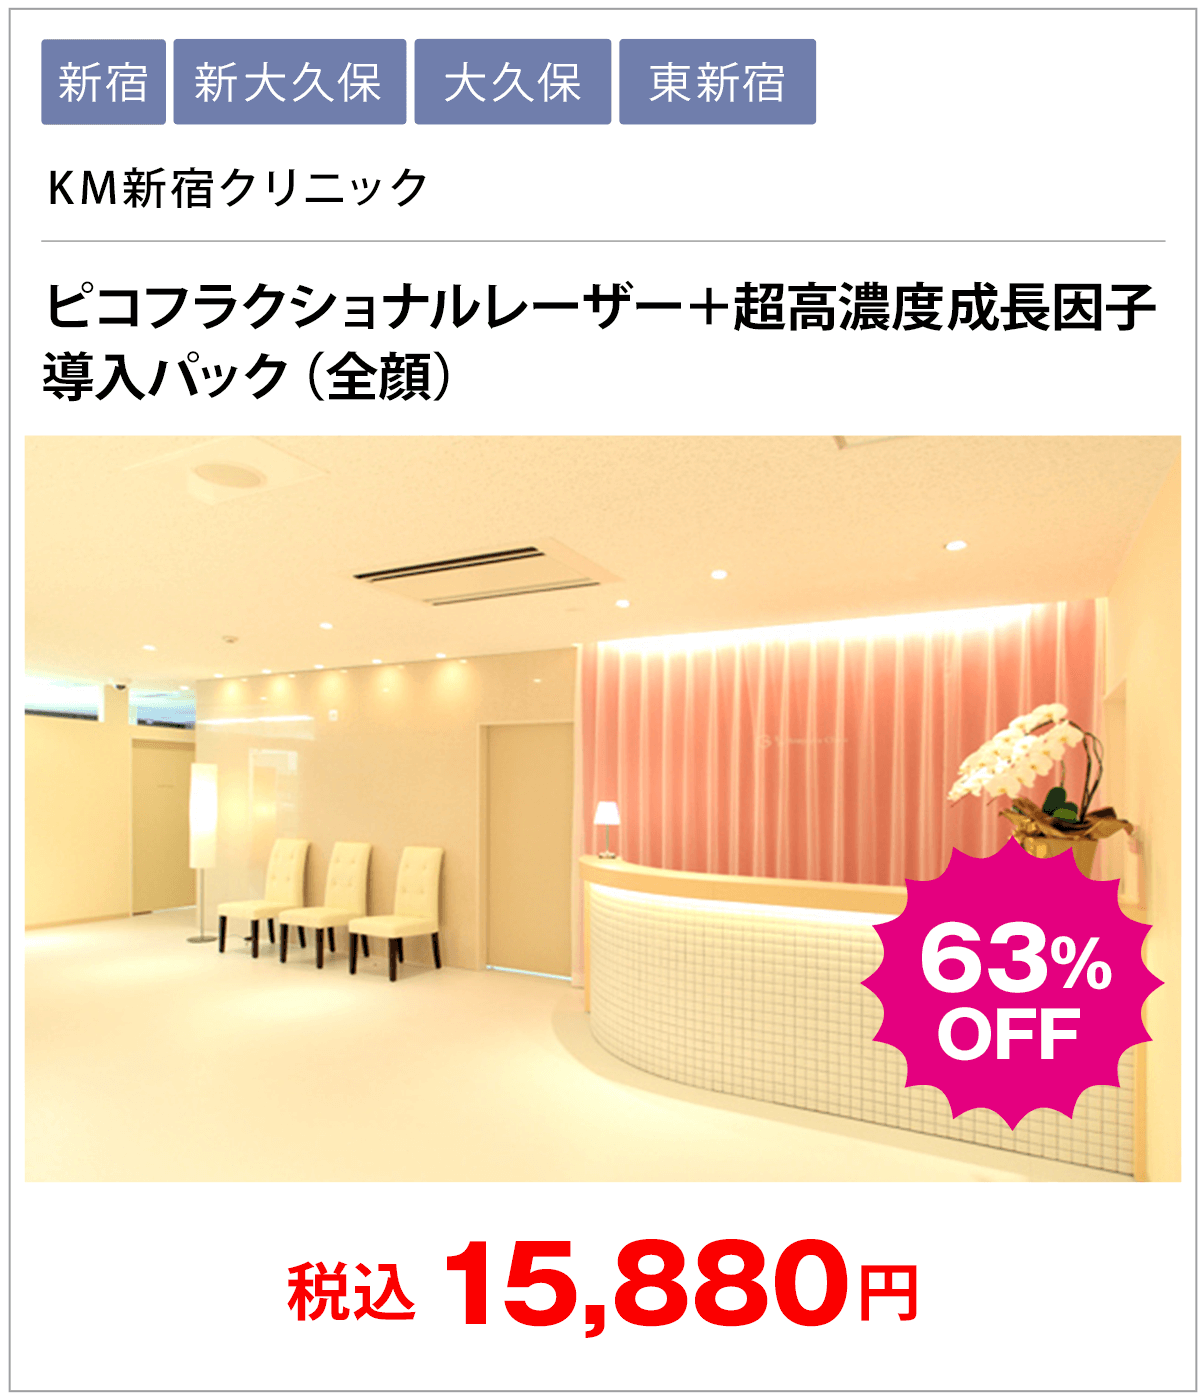 新宿 新大久保 大久保 東新宿
KM新宿クリニック
ピコフラクショナルレーザー＋超高濃度成長因子
導入パック（全顔）
63%
OFF
税込 15,880円